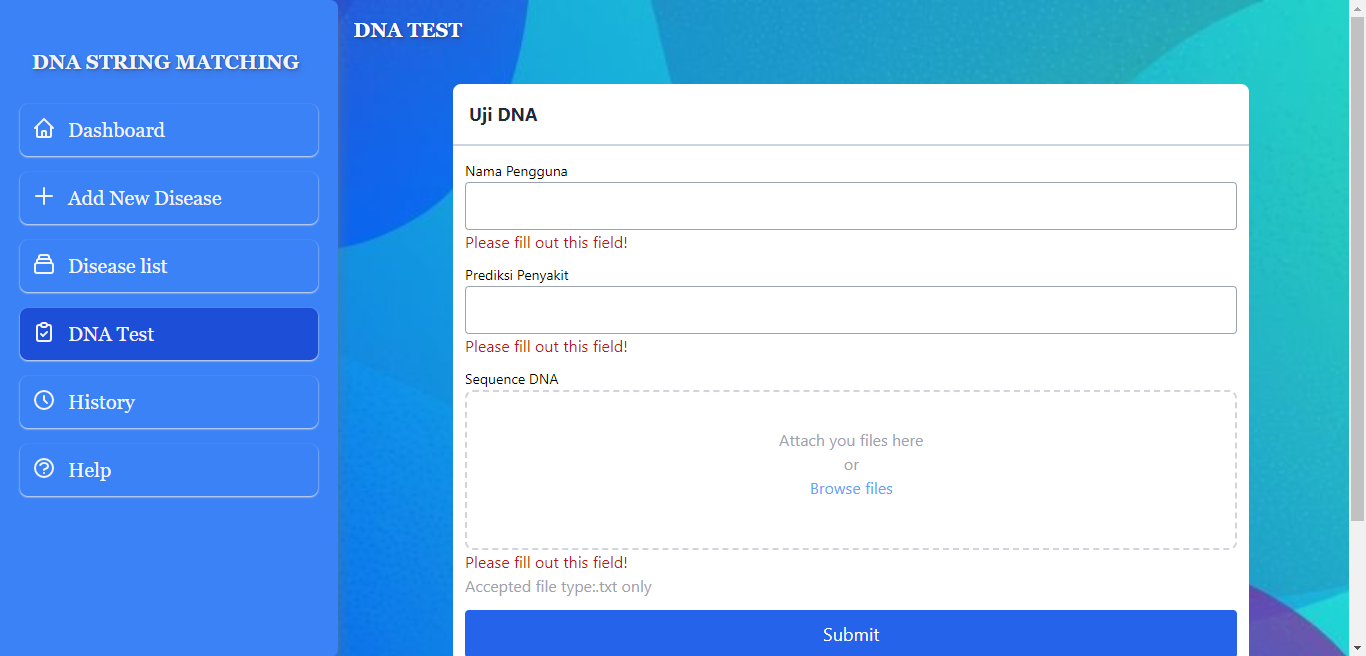 DNA STRING MATCHING
Dashboard
Add New Disease
Disease list
DNA Test
History
Help
DNA TEST
Uji DNA
Nama Pengguna
Please fill out this field!
Prediksi Penyakit
Please fill out this field!
Sequence DNA
Attach you files here
or
Browse files
Please fill out this field!
Accepted file type:.txt only
Submit